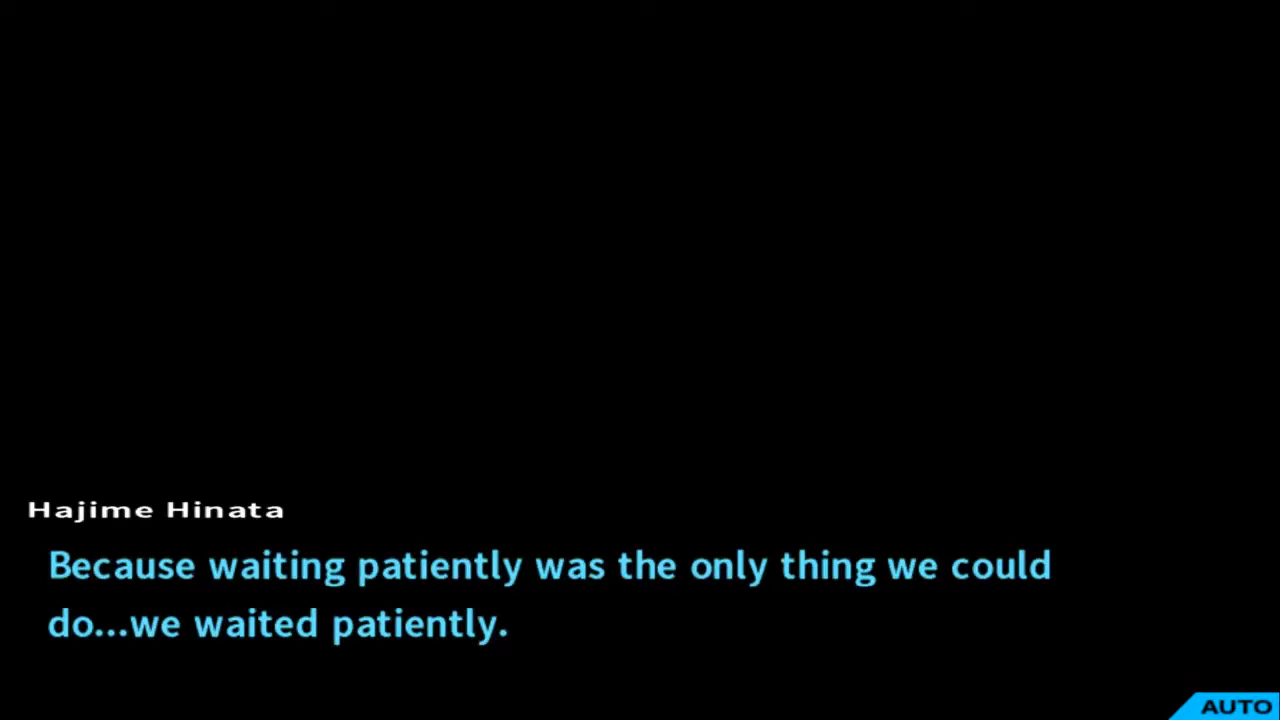 Hajime Hinata
Because waiting patiently was the only thing we could
do...we waited patiently.
AUTO